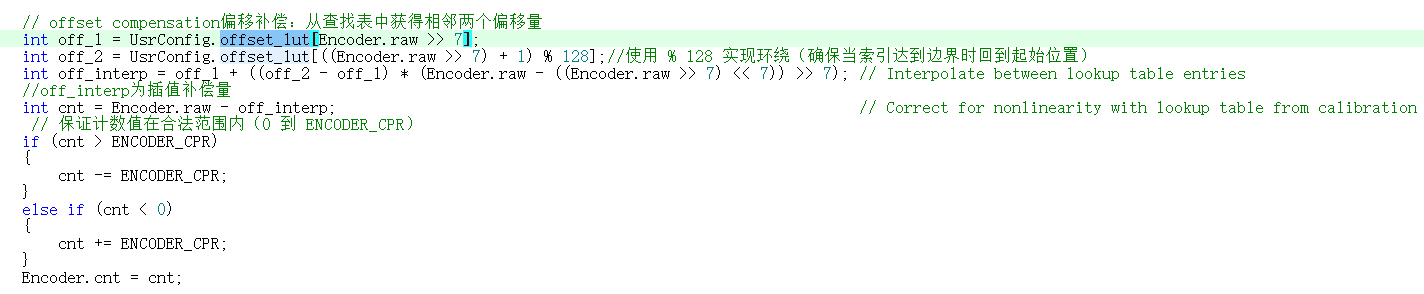 // offset compensation偏移补偿：从查找表中获得相邻两个偏移量
int off_1 = UsrConfig.offset_lut[Encoder.raw >> 7];
int off_2 = UsrConfig.offset_lut[((Encoder.raw >> 7) + 1) % 128];//使用 % 128 实现环绕（确保当索引达到边界时回到起始位置）
int off_interp = off_1 + ((off_2 - off_1) * (Encoder.raw - ((Encoder.raw >> 7) << 7)) >> 7); // Interpolate between lookup table entries
//off_interp为插值补偿量
int cnt = Encoder.raw - off_interp; // Correct for nonlinearity with lookup table from calibration
// 保证计数值在合法范围内（0 到 ENCODER_CPR）
if (cnt > ENCODER_CPR)
{
cnt -= ENCODER_CPR;
}
else if (cnt < 0)
{
cnt += ENCODER_CPR;
}
Encoder.cnt = cnt;